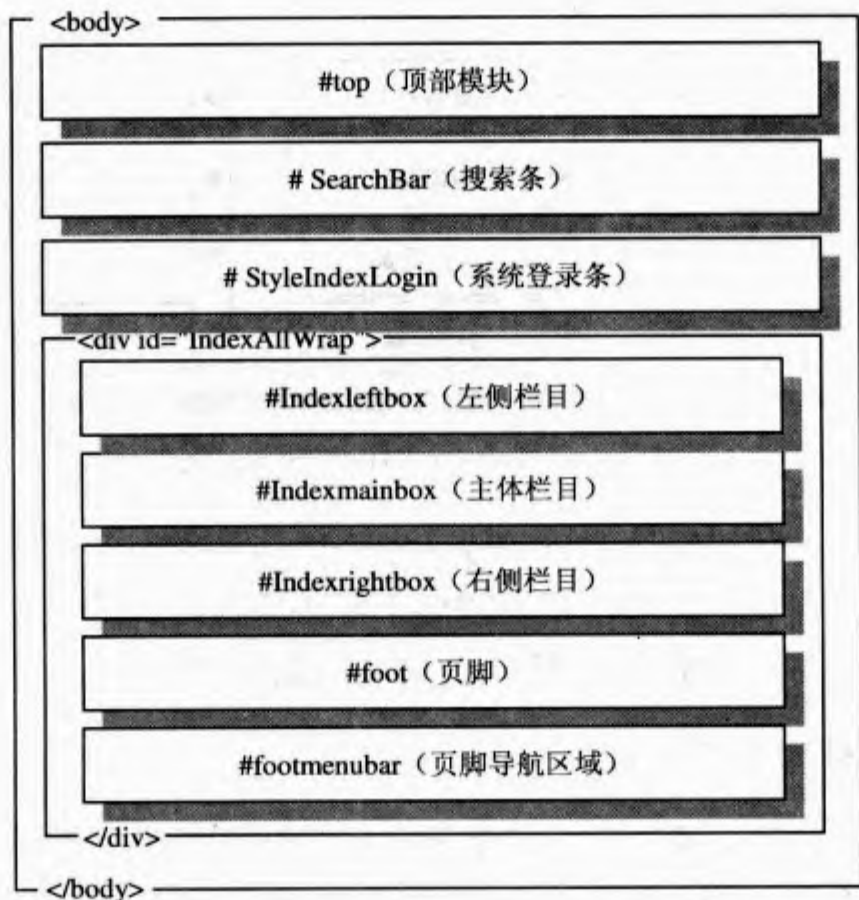 <body>
#top（顶部模块）
# SearchBar（搜索条）
# StyleIndexLogin（系统登录条）
<div id="IndexAllWrap">
#Indexleftbox（左侧栏目）
#Indexmainbox（主体栏目）
#Indexrightbox（右侧栏目）
#foot（页脚）
#footmenubar（页脚导航区域）
</div>
</body>